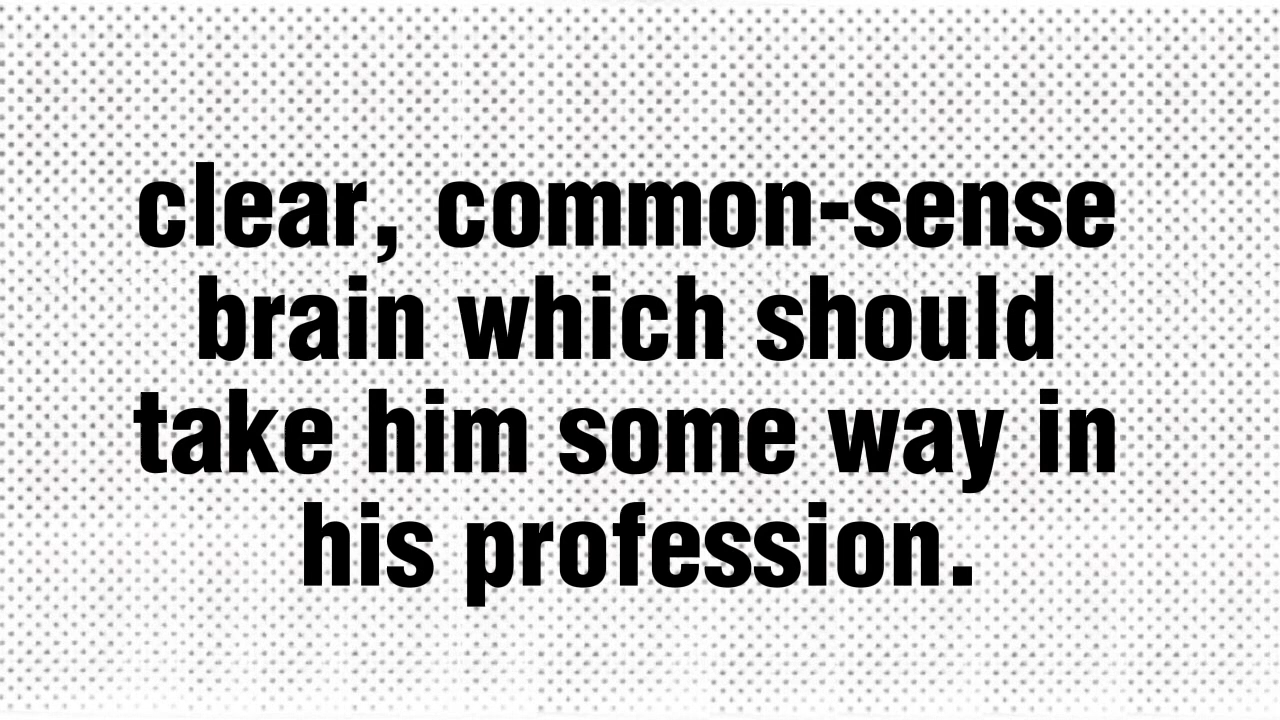 clear, common-sense
brain which should
take him some way in
his profession.